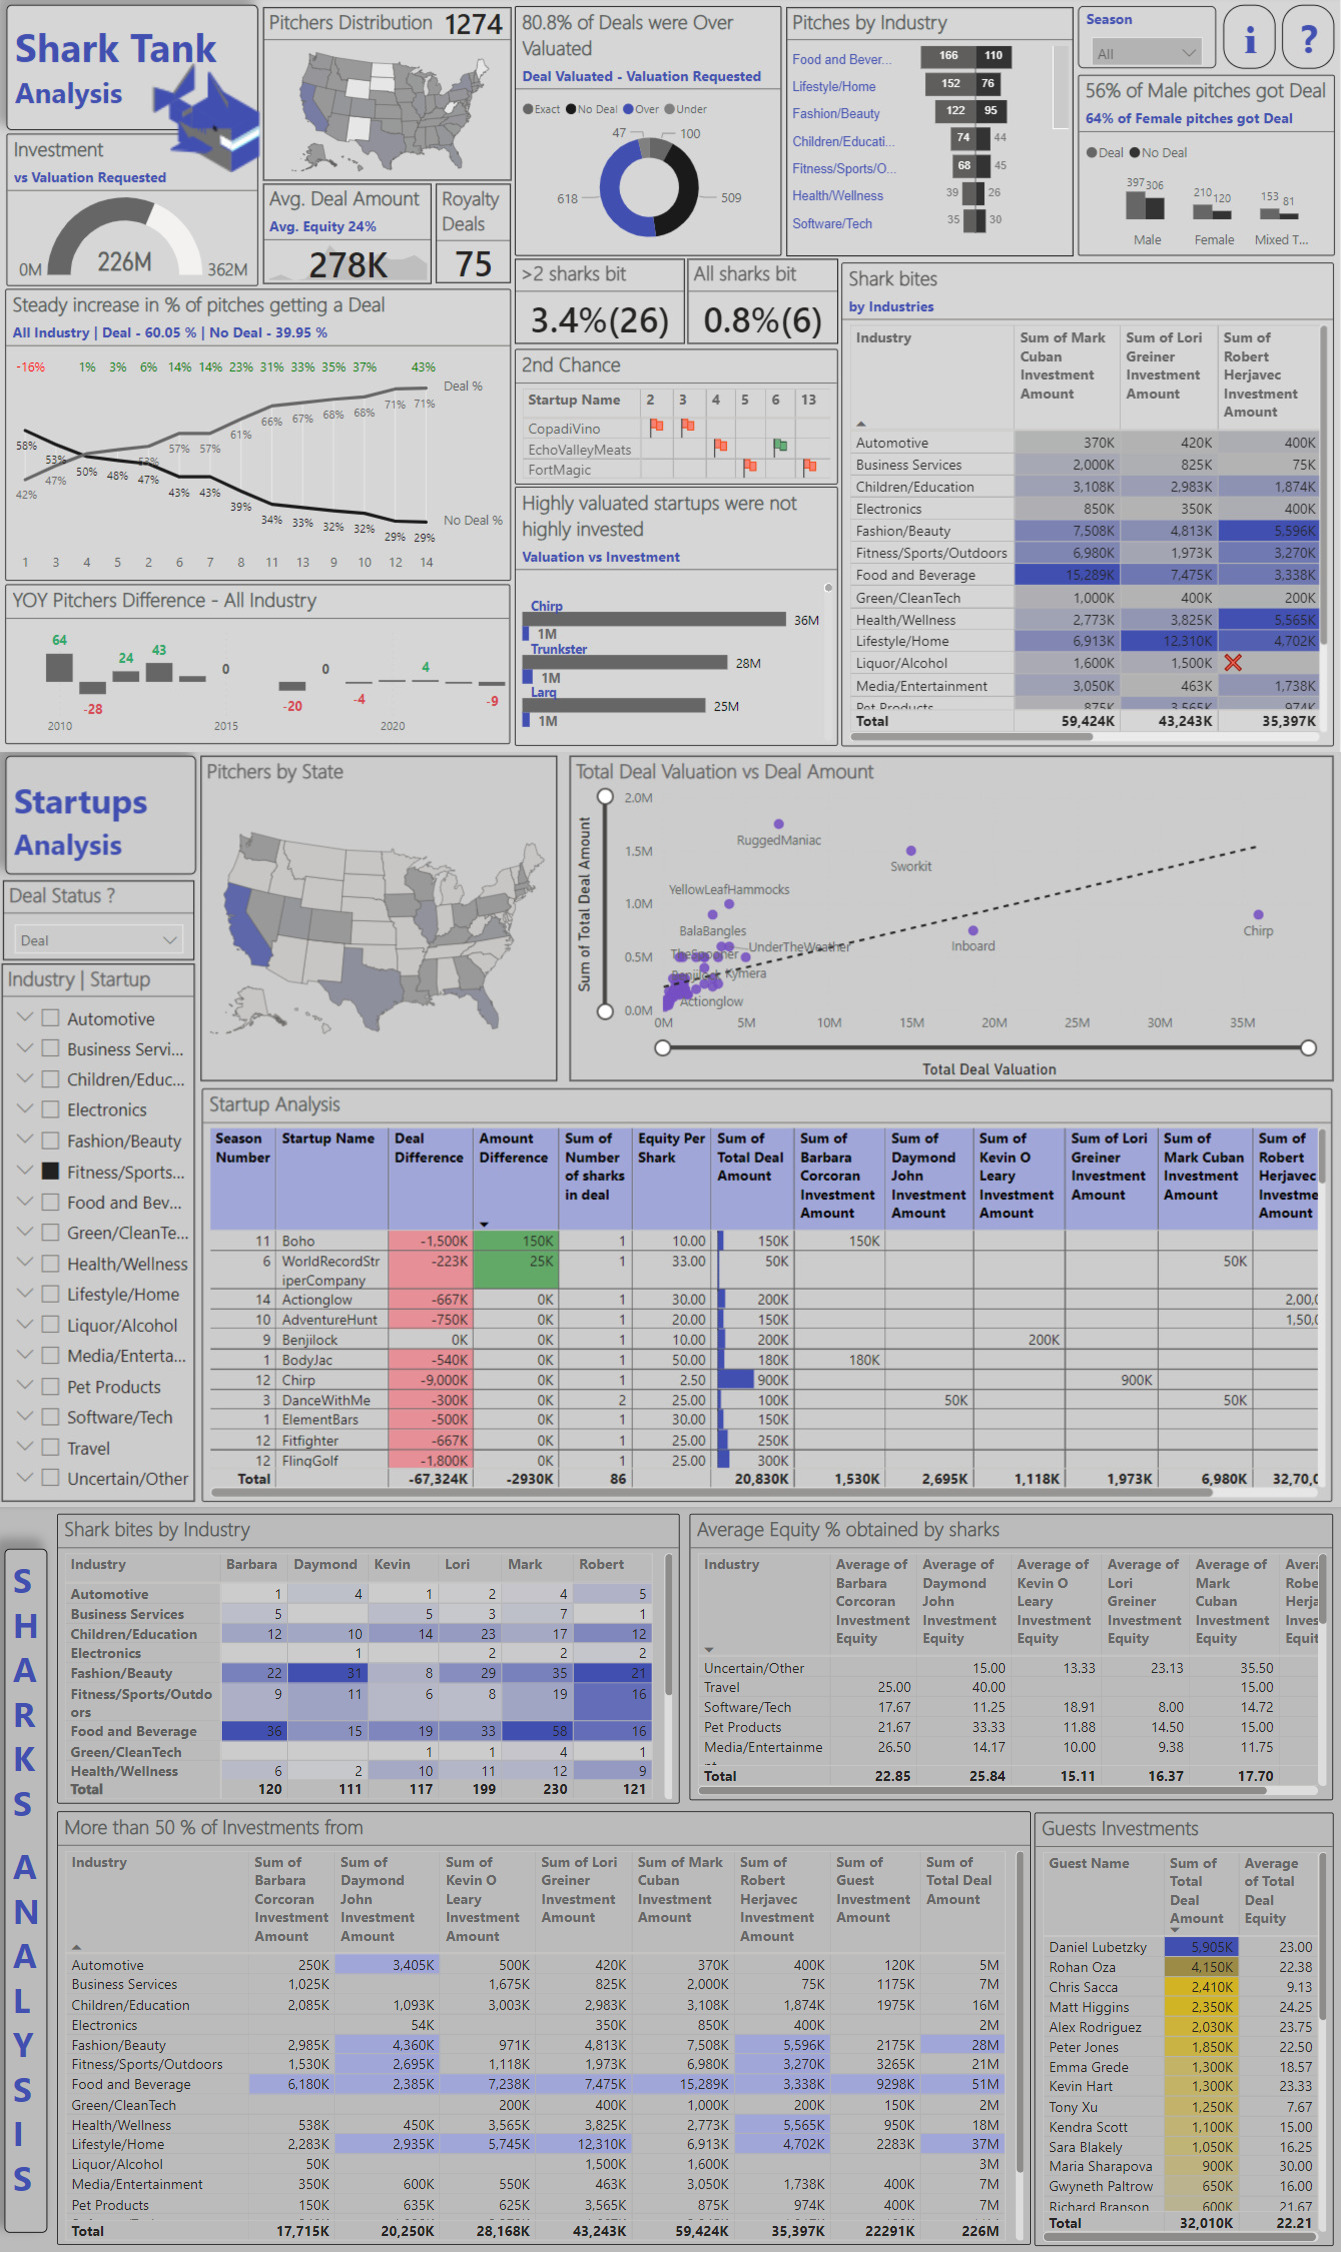 Shark Tank
Analysis
Pitchers Distribution 1274
80.8% of Deals were Over
Valuated
Deal Valuated - Valuation Requested
Exact No Deal Over Under
47
100
618
509
Pitches by Industry
Food and Bever... 166 110
Lifestyle/Home 152 76
Fashion/Beauty 122 95
Children/Educati... 74 44
Fitness/Sports/O... 68 45
Health/Wellness 39 26
Software/Tech 35 30
Season
All
i
?
56% of Male pitches got Deal
64% of Female pitches got Deal
Deal No Deal
397 306
210 120
153 81
Male Female Mixed T...
Investment
vs Valuation Requested
0M 226M 362M
Avg. Deal Amount
Avg. Equity 24%
278K
Royalty
Deals
75
>2 sharks bit
3.4%(26)
All sharks bit
0.8%(6)
Steady increase in % of pitches getting a Deal
All Industry | Deal - 60.05 % | No Deal - 39.95 %
-16% 1% 3% 6% 14% 14% 23% 31% 33% 35% 37% 43%
Deal %
42% 47% 53% 57% 57% 61% 66% 67% 68% 68% 71% 71%
58% 53% 50% 48% 47% 43% 43% 39% 34% 33% 32% 32% 29% 29%
No Deal %
1 3 4 5 2 6 7 8 11 13 9 10 12 14
2nd Chance
Startup Name 2 3 4 5 6 13
CopadiVino
EchoValleyMeats
FortMagic
Highly valuated startups were not
highly invested
Valuation vs Investment
Chirp
36M
1M
Trunkster
28M
1M
Larq
25M
1M
YOY Pitchers Difference - All Industry
64 -28 24 43 0 -20 0 -4 4 -9
2010 2015 2020
Shark bites
by Industries
Industry Sum of Mark Cuban Investment Amount Sum of Lori Greiner Investment Amount Sum of Robert Herjavec Investment Amount
Automotive 370K 420K 400K
Business Services 2,000K 825K 75K
Children/Education 3,108K 2,983K 1,874K
Electronics 850K 350K 400K
Fashion/Beauty 7,508K 4,813K 5,596K
Fitness/Sports/Outdoors 6,980K 1,973K 3,270K
Food and Beverage 15,289K 7,475K 3,338K
Green/CleanTech 1,000K 400K 200K
Health/Wellness 2,773K 3,825K 5,565K
Lifestyle/Home 6,913K 12,310K 4,702K
Liquor/Alcohol 1,600K 1,500K
Media/Entertainment 3,050K 463K 1,738K
Pet Products 875K 3,565K 974K
Total 59,424K 43,243K 35,397K
Startups
Analysis
Deal Status ?
Deal
Industry | Startup
Automotive
Business Servi...
Children/Educ...
Electronics
Fashion/Beauty
Fitness/Sports...
Food and Bev...
Green/CleanTe...
Health/Wellness
Lifestyle/Home
Liquor/Alcohol
Media/Enterta...
Pet Products
Software/Tech
Travel
Uncertain/Other
Pitchers by State
Total Deal Valuation vs Deal Amount
Sum of Total Deal Amount
2.0M
1.5M
1.0M
0.5M
0.0M
RuggedManiac
Sworkit
YellowLeafHammocks
BalaBangles
Chirp
Inboard
UnderTheWeather
TheSpooner
Benjilock
Kymera
Actionglow
0M 5M 10M 15M 20M 25M 30M 35M
Total Deal Valuation
Startup Analysis
Season Number Startup Name Deal Difference Amount Difference Sum of Number of sharks in deal Equity Per Shark Sum of Total Deal Amount Sum of Barbara Corcoran Investment Amount Sum of Daymond John Investment Amount Sum of Kevin O Leary Investment Amount Sum of Lori Greiner Investment Amount Sum of Mark Cuban Investment Amount Sum of Robert Herjavec Investme Amount
11 Boho -1,500K 150K 1 10.00 150K 150K
6 WorldRecordStriperCompany -223K 25K 1 33.00 50K 50K
14 Actionglow -667K 0K 1 30.00 200K 2,00,0
10 AdventureHunt -750K 0K 1 20.00 150K 1,50,0
9 Benjilock 0K 0K 1 10.00 200K 200K
1 BodyJac -540K 0K 1 50.00 180K 180K
12 Chirp -9,000K 0K 1 2.50 900K 900K
3 DanceWithMe -300K 0K 2 25.00 100K 50K 50K
1 ElementBars -500K 0K 1 30.00 150K
12 Fitfighter -667K 0K 1 25.00 250K
12 FlingGolf -1,800K 0K 1 25.00 300K
Total -67,324K -2930K 86 20,830K 1,530K 2,695K 1,118K 1,973K 6,980K 32,70,0
SHARKS ANALYSIS
Shark bites by Industry
Industry Barbara Daymond Kevin Lori Mark Robert
Automotive 1 4 1 2 4 5
Business Services 5 5 3 7 1
Children/Education 12 10 14 23 17 12
Electronics 1 2 2 2
Fashion/Beauty 22 31 8 29 35 21
Fitness/Sports/Outdoors 9 11 6 8 19 16
Food and Beverage 36 15 19 33 58 16
Green/CleanTech 1 1 4 1
Health/Wellness 6 2 10 11 12 9
Total 120 111 117 199 230 121
Average Equity % obtained by sharks
Industry Average of Barbara Corcoran Investment Equity Average of Daymond John Investment Equity Average of Kevin O Leary Investment Equity Average of Lori Greiner Investment Equity Average of Mark Cuban Investment Equity Avera Robe Herja Inves Equit
Uncertain/Other 15.00 13.33 23.13 35.50
Travel 25.00 40.00 15.00
Software/Tech 17.67 11.25 18.91 8.00 14.72
Pet Products 21.67 33.33 11.88 14.50 15.00
Media/Entertainme 26.50 14.17 10.00 9.38 11.75
Total 22.85 25.84 15.11 16.37 17.70
More than 50 % of Investments from
Industry Sum of Barbara Corcoran Investment Amount Sum of Daymond John Investment Amount Sum of Kevin O Leary Investment Amount Sum of Lori Greiner Investment Amount Sum of Mark Cuban Investment Amount Sum of Robert Herjavec Investment Amount Sum of Guest Investment Amount Sum of Total Deal Amount
Automotive 250K 3,405K 500K 420K 370K 400K 120K 5M
Business Services 1,025K 1,675K 825K 2,000K 75K 1175K 7M
Children/Education 2,085K 1,093K 3,003K 2,983K 3,108K 1,874K 1975K 16M
Electronics 54K 350K 850K 400K 2M
Fashion/Beauty 2,985K 4,360K 971K 4,813K 7,508K 5,596K 2175K 28M
Fitness/Sports/Outdoors 1,530K 2,695K 1,118K 1,973K 6,980K 3,270K 3265K 21M
Food and Beverage 6,180K 2,385K 7,238K 7,475K 15,289K 3,338K 9298K 51M
Green/CleanTech 200K 400K 1,000K 200K 150K 2M
Health/Wellness 538K 450K 3,565K 3,825K 2,773K 5,565K 950K 18M
Lifestyle/Home 2,283K 2,935K 5,745K 12,310K 6,913K 4,702K 2283K 37M
Liquor/Alcohol 50K 1,500K 1,600K 3M
Media/Entertainment 350K 600K 550K 463K 3,050K 1,738K 400K 7M
Pet Products 150K 635K 625K 3,565K 875K 974K 400K 7M
Total 17,715K 20,250K 28,168K 43,243K 59,424K 35,397K 22291K 226M
Guests Investments
Guest Name Sum of Total Deal Amount Average of Total Deal Equity
Daniel Lubetzky 5,905K 23.00
Rohan Oza 4,150K 22.38
Chris Sacca 2,410K 9.13
Matt Higgins 2,350K 24.25
Alex Rodriguez 2,030K 23.75
Peter Jones 1,850K 22.50
Emma Grede 1,300K 18.57
Kevin Hart 1,300K 23.33
Tony Xu 1,250K 7.67
Kendra Scott 1,100K 15.00
Sara Blakely 1,050K 16.25
Maria Sharapova 900K 30.00
Gwyneth Paltrow 650K 16.00
Richard Branson 600K 21.67
Total 32,010K 22.21